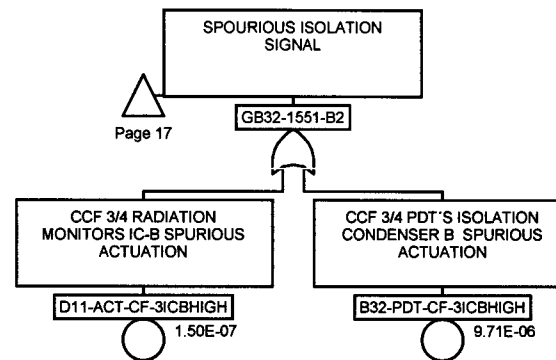 SPOURIOUS ISOLATION
SIGNAL
Page 17
GB32-1551-B2
CCF 3/4 RADIATION
MONITORS IC-B SPURIOUS
ACTUATION
D11-ACT-CF-3ICBHIGH
1.50E-07
CCF 3/4 PDT´S ISOLATION
CONDENSER B SPURIOUS
ACTUATION
B32-PDT-CF-3ICBHIGH
9.71E-06